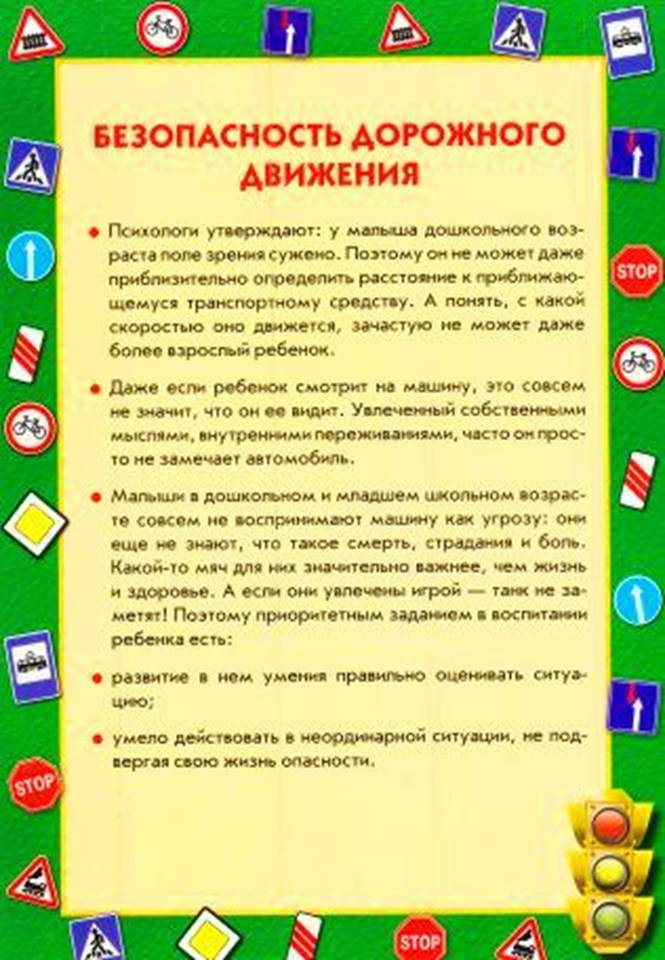 БЕЗОПАСНОСТЬ ДОРОЖНОГО
ДВИЖЕНИЯ
• Психологи утверждают: у малыша дошкольного воз-
раста поле зрения сужено. Поэтому он не может даже
приблизительно определить расстояние к приближаю-
щемуся транспортному средству. А понять, с какой
скоростью оно движется, зачастую не может даже
более взрослый ребенок.
• Даже если ребенок смотрит на машину, это совсем
не значит, что он ее видит. Увлеченный собственными
мыслями, внутренними переживаниями, часто он прос-
то не замечает автомобиль.
• Малыши в дошкольном и младшем школьном возрас-
те совсем не воспринимают машину как угрозу: они
еще не знают, что такое смерть, страдания и боль.
Какой-то мяч для них значительно важнее, чем жизнь
и здоровье. А если они увлечены игрой — танк не за-
метят! Поэтому приоритетным заданием в воспитании
ребенка есть:
• развитие в нем умения правильно оценивать ситуа-
цию;
• умело действовать в неординарной ситуации, не под-
вергая свою жизнь опасности.
STOP
STOP
STOP